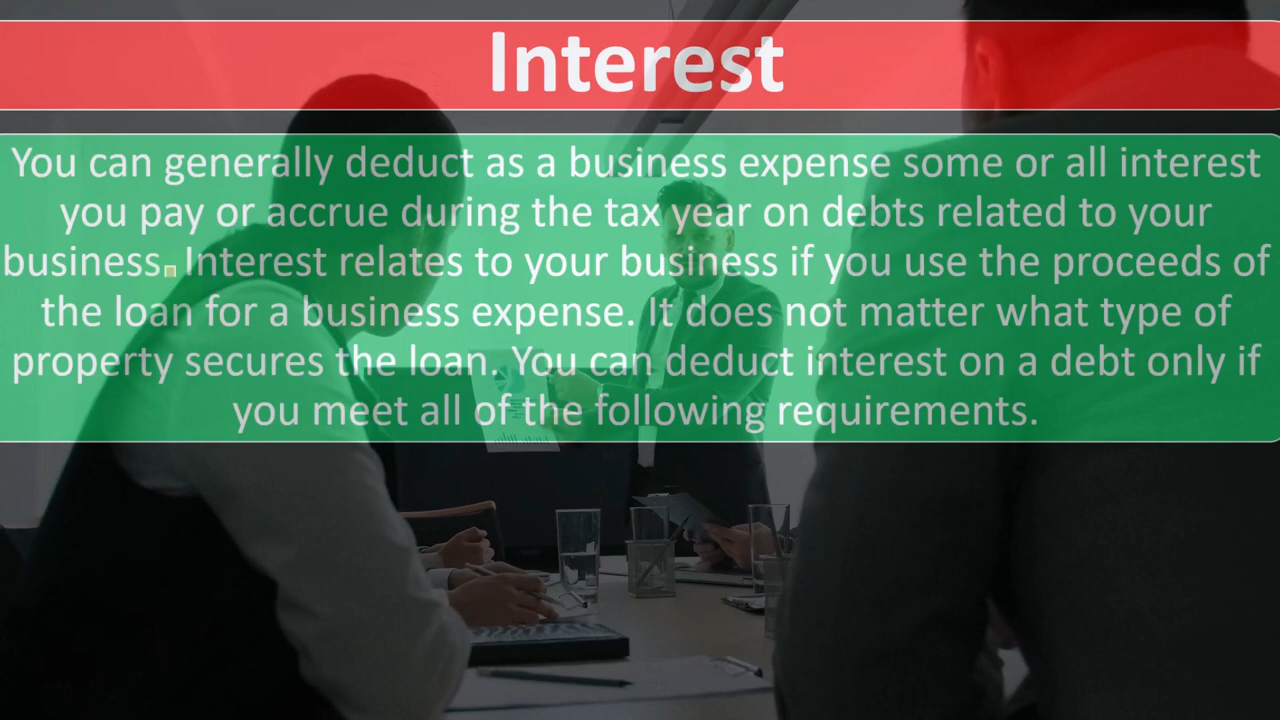 Interest
You can generally deduct as a business expense some or all interest
you pay or accrue during the tax year on debts related to your
business. Interest relates to your business if you use the proceeds of
the loan for a business expense. It does not matter what type of
property secures the loan. You can deduct interest on a debt only if
you meet all of the following requirements.